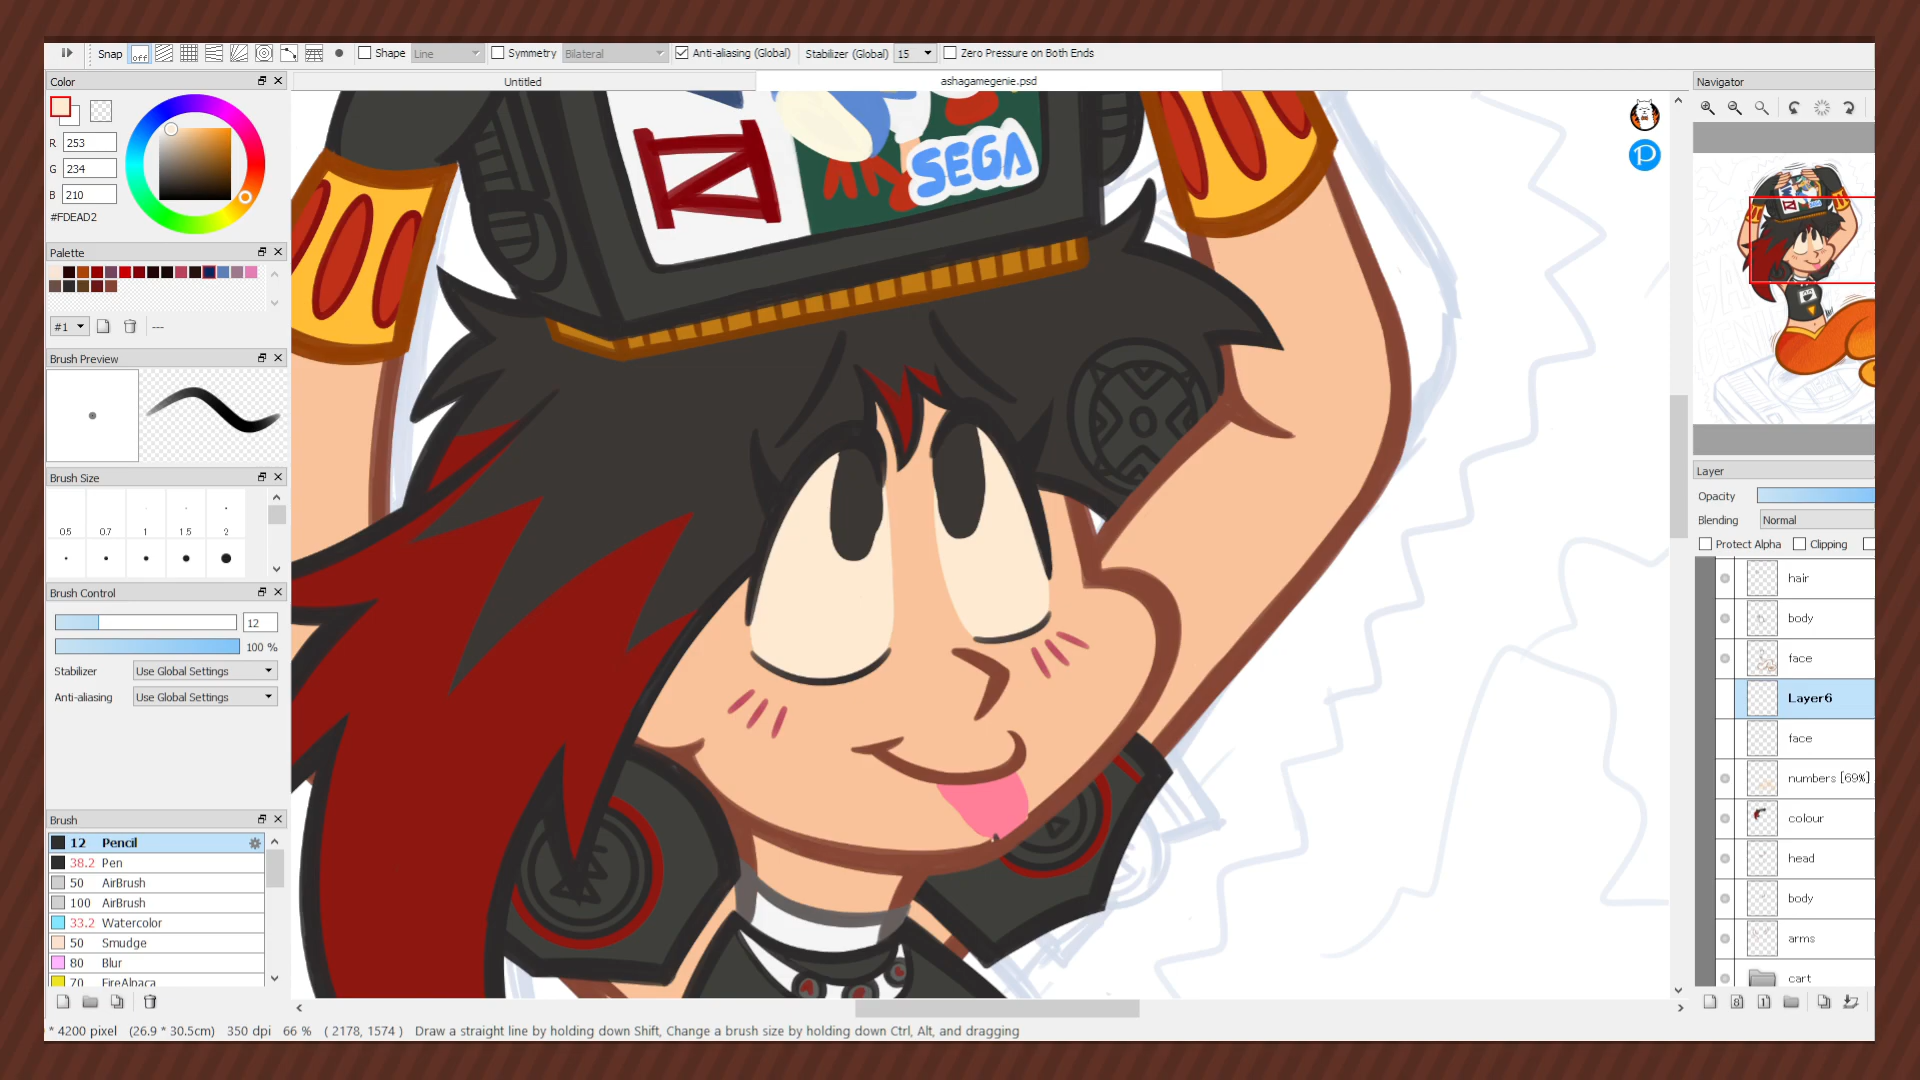 Snap off Shape Line Symmetry Bilateral Anti-aliasing (Global) Stabilizer (Global) 15 Zero Pressure on Both Ends
Color
Untitled
ashagamegenie.psd
Navigator
R 253
G 234
B 210
#FDEAD2
Palette
#1 ---
Brush Preview
Brush Size
0.5 0.7 1 1.5 2
Brush Control
12
100 %
Stabilizer Use Global Settings
Anti-aliasing Use Global Settings
Brush
12 Pencil
38.2 Pen
50 AirBrush
100 AirBrush
33.2 Watercolor
50 Smudge
80 Blur
70 FireAlpaca
N
SEGA
P
Layer
Opacity
Blending Normal
Protect Alpha Clipping
hair
body
face
Layer6
face
numbers [69%]
colour
head
body
arms
cart
8 1
* 4200 pixel (26.9 * 30.5cm) 350 dpi 66 % ( 2178, 1574 ) Draw a straight line by holding down Shift, Change a brush size by holding down Ctrl, Alt, and dragging